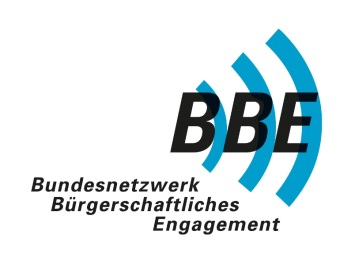 BBE
Bundesnetzwerk
Bürgerschaftliches
Engagement